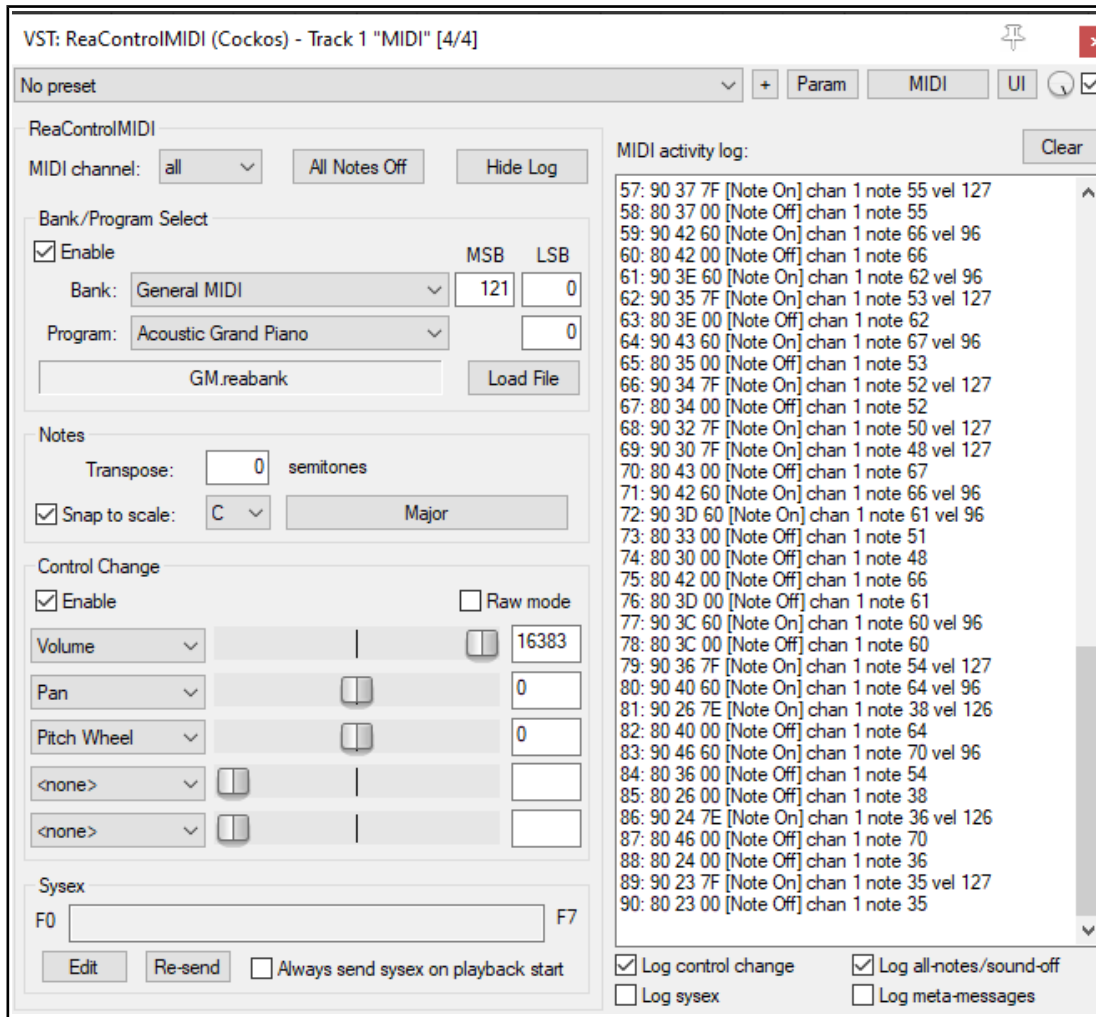 VST: ReaControlMIDI (Cockos) - Track 1 "MIDI" [4/4]
No preset + Param MIDI UI
ReaControlMIDI
MIDI channel: all All Notes Off Hide Log
Bank/Program Select
Enable MSB LSB
Bank: General MIDI 121 0
Program: Acoustic Grand Piano 0
GM.reabank Load File
Notes
Transpose: 0 semitones
Snap to scale: C Major
Control Change
Enable Raw mode
Volume 16383
Pan 0
Pitch Wheel 0
<none>
<none>
Sysex
F0 F7
Edit Re-send Always send sysex on playback start
MIDI activity log: Clear
57: 90 37 7F [Note On] chan 1 note 55 vel 127
58: 80 37 00 [Note Off] chan 1 note 55
59: 90 42 60 [Note On] chan 1 note 66 vel 96
60: 80 42 00 [Note Off] chan 1 note 66
61: 90 3E 60 [Note On] chan 1 note 62 vel 96
62: 90 35 7F [Note On] chan 1 note 53 vel 127
63: 80 3E 00 [Note Off] chan 1 note 62
64: 90 43 60 [Note On] chan 1 note 67 vel 96
65: 80 35 00 [Note Off] chan 1 note 53
66: 90 34 7F [Note On] chan 1 note 52 vel 127
67: 80 34 00 [Note Off] chan 1 note 52
68: 90 32 7F [Note On] chan 1 note 50 vel 127
69: 90 30 7F [Note On] chan 1 note 48 vel 127
70: 80 43 00 [Note Off] chan 1 note 67
71: 90 42 60 [Note On] chan 1 note 66 vel 96
72: 90 3D 60 [Note On] chan 1 note 61 vel 96
73: 80 33 00 [Note Off] chan 1 note 51
74: 80 30 00 [Note Off] chan 1 note 48
75: 80 42 00 [Note Off] chan 1 note 66
76: 80 3D 00 [Note Off] chan 1 note 61
77: 90 3C 60 [Note On] chan 1 note 60 vel 96
78: 80 3C 00 [Note Off] chan 1 note 60
79: 90 36 7F [Note On] chan 1 note 54 vel 127
80: 90 40 60 [Note On] chan 1 note 64 vel 96
81: 90 26 7E [Note On] chan 1 note 38 vel 126
82: 80 40 00 [Note Off] chan 1 note 64
83: 90 46 60 [Note On] chan 1 note 70 vel 96
84: 80 36 00 [Note Off] chan 1 note 54
85: 80 26 00 [Note Off] chan 1 note 38
86: 90 24 7E [Note On] chan 1 note 36 vel 126
87: 80 46 00 [Note Off] chan 1 note 70
88: 80 24 00 [Note Off] chan 1 note 36
89: 90 23 7F [Note On] chan 1 note 35 vel 127
90: 80 23 00 [Note Off] chan 1 note 35
Log control change Log all-notes/sound-off
Log sysex Log meta-messages